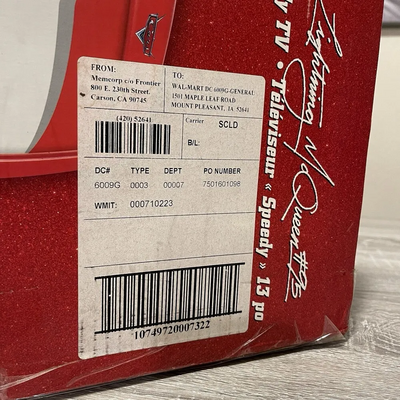 FROM:
Memcorp c/o Frontier
800 E. 230th Street.
Carson, CA 90745
TO:
WAL-MART DC 6009G-GENERAL
1501 MAPLE LEAF ROAD
MOUNT PLEASANT, IA 52641
(420) 52641
Carrier SCLD
B/L:
DC# TYPE DEPT PO NUMBER
6009G 0003 00007 7501601098
WMIT: 000710223
10749720007322
Lightning McQueen #95
y TV • Téléviseur « Speedy » 13 po